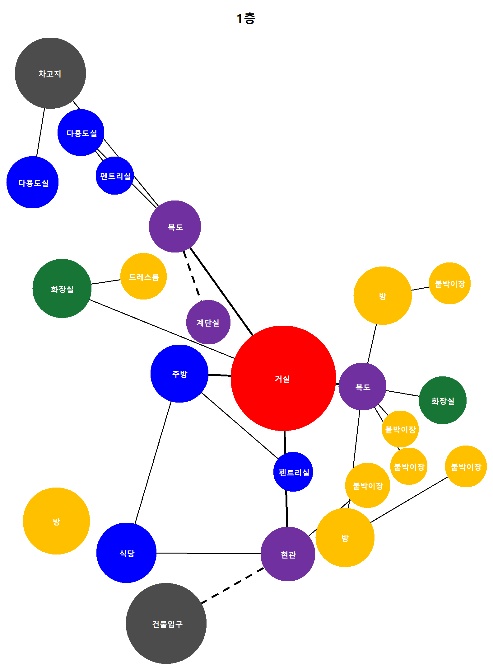 1층
차고지
다용도실
다용도실
팬트리실
복도
드레스룸
화장실
계단실
방
붙박이장
주방
거실
복도
화장실
붙박이장
붙박이장
붙박이장
팬트리실
붙박이장
방
식당
현관
방
건물입구